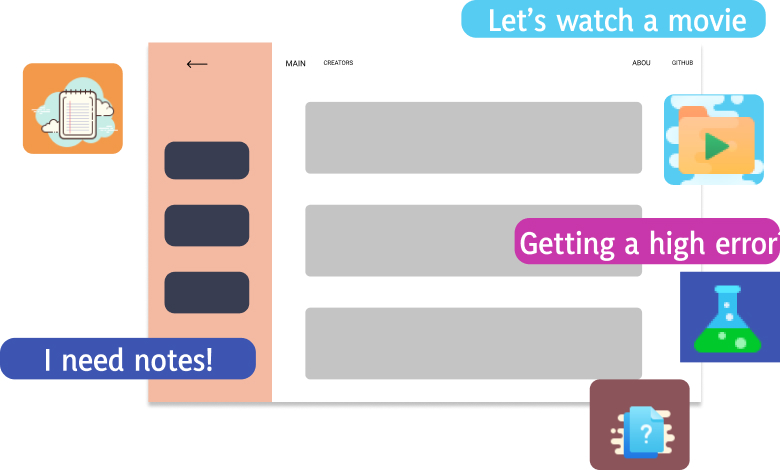 Let's watch a movie
MAIN
CREATORS
ABOU
GITHUB
Getting a high error
I need notes!
?